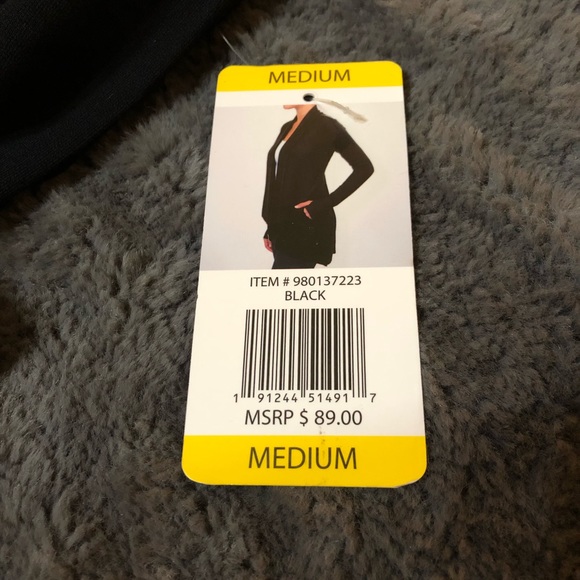 MEDIUM
ITEM # 980137223
BLACK
1 91244 51491 7
MSRP $ 89.00
MEDIUM